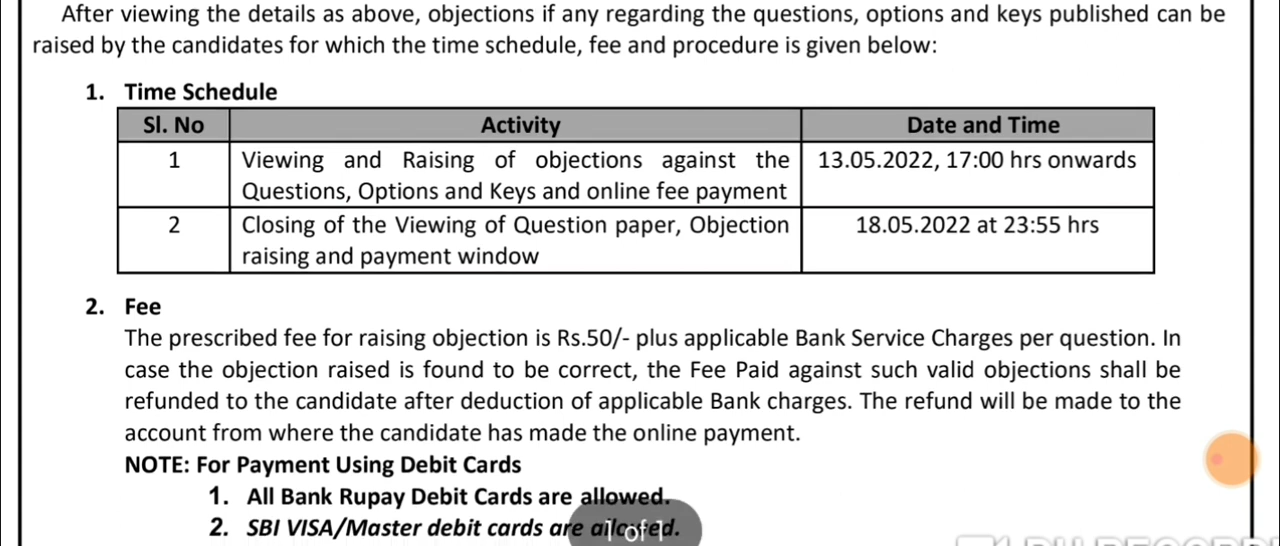 After viewing the details as above, objections if any regarding the questions, options and keys published can be
raised by the candidates for which the time schedule, fee and procedure is given below:
1. Time Schedule
Sl. No Activity Date and Time
1 Viewing and Raising of objections against the 13.05.2022, 17:00 hrs onwards
Questions, Options and Keys and online fee payment
2 Closing of the Viewing of Question paper, Objection 18.05.2022 at 23:55 hrs
raising and payment window
2. Fee
The prescribed fee for raising objection is Rs.50/- plus applicable Bank Service Charges per question. In
case the objection raised is found to be correct, the Fee Paid against such valid objections shall be
refunded to the candidate after deduction of applicable Bank charges. The refund will be made to the
account from where the candidate has made the online payment.
NOTE: For Payment Using Debit Cards
1. All Bank Rupay Debit Cards are allowed.
2. SBI VISA/Master debit cards are allowed.
1 of 1